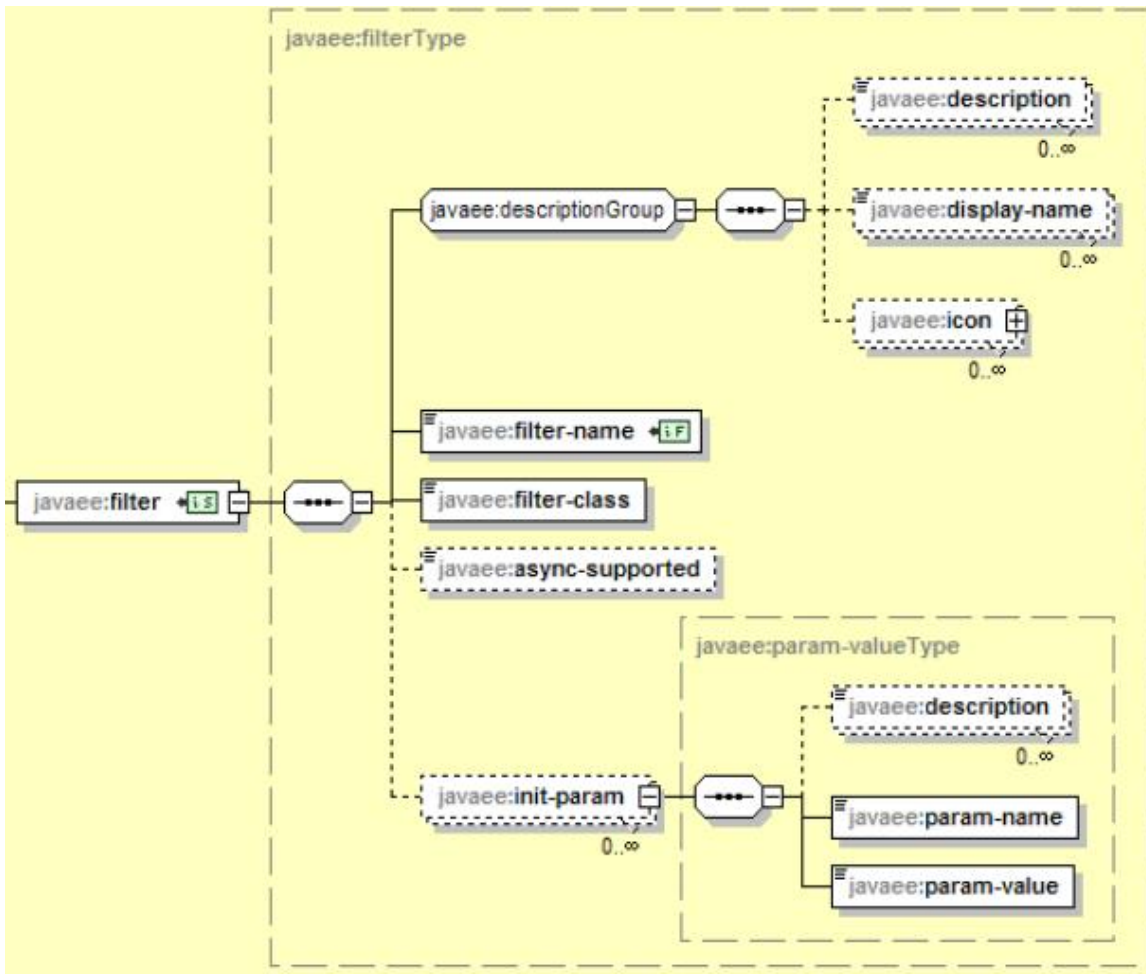 javaee:filterType
javaee:description
0..∞
javaee:descriptionGroup
javaee:display-name
0..∞
javaee:icon
0..∞
javaee:filter-name iF
javaee:filter iS
javaee:filter-class
javaee:async-supported
javaee:param-valueType
javaee:description
0..∞
javaee:init-param
0..∞
javaee:param-name
javaee:param-value